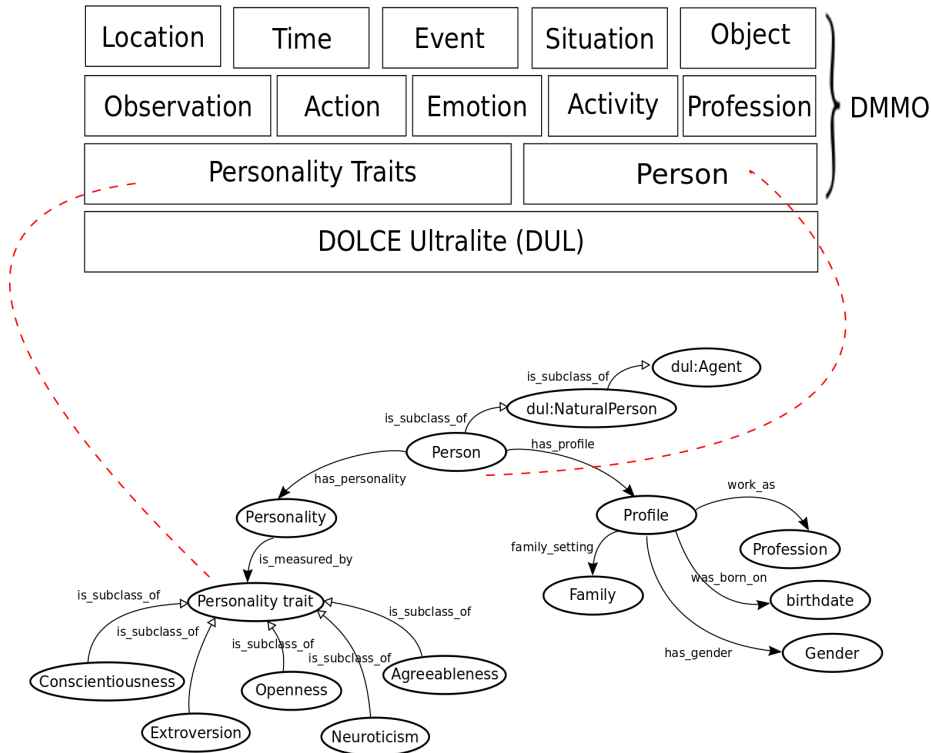 Location
Time
Event
Situation
Object
Observation
Action
Emotion
Activity
Profession
DMMO
Personality Traits
Person
DOLCE Ultralite (DUL)
dul:Agent
is_subclass_of
dul:NaturalPerson
is_subclass_of
Person
has_profile
has_personality
work_as
Personality
Profile
family_setting
Profession
is_measured_by
was_born_on
Family
birthdate
is_subclass_of
Personality trait
is_subclass_of
is_subclass_of
is_subclass_of
is_subclass_of
has_gender
Gender
Conscientiousness
Openness
Agreeableness
Extroversion
Neuroticism